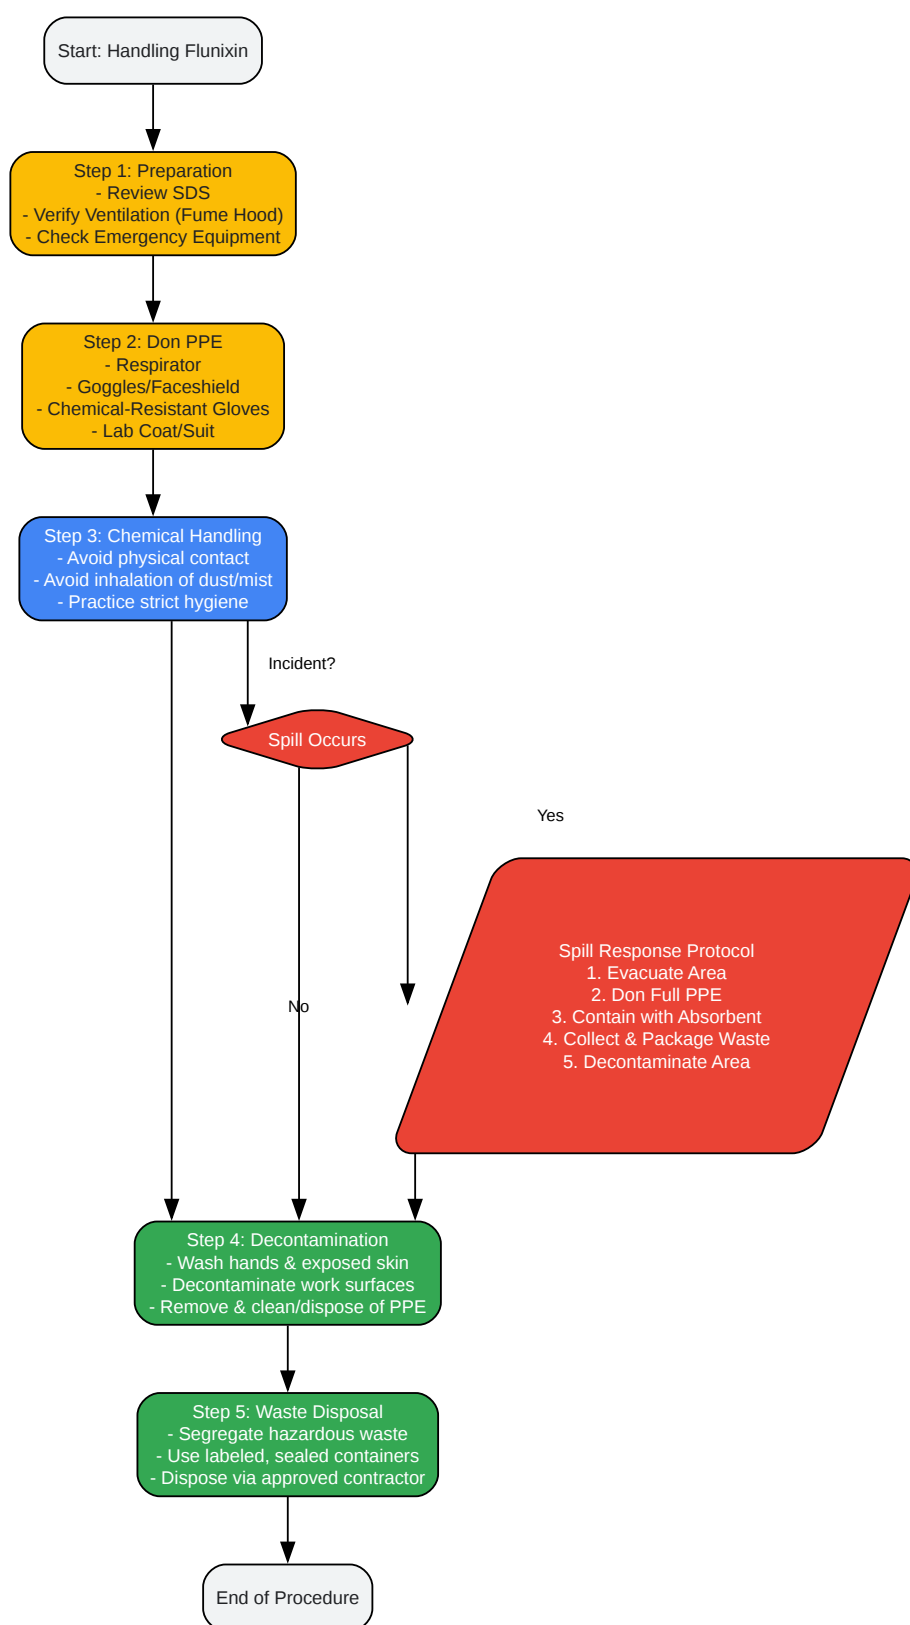 Start: Handling Flunixin
Step 1: Preparation
- Review SDS
- Verify Ventilation (Fume Hood)
- Check Emergency Equipment
Step 2: Don PPE
- Respirator
- Goggles/Faceshield
- Chemical-Resistant Gloves
- Lab Coat/Suit
Step 3: Chemical Handling
- Avoid physical contact
- Avoid inhalation of dust/mist
- Practice strict hygiene
Incident?
Spill Occurs
Yes
Spill Response Protocol
1. Evacuate Area
2. Don Full PPE
3. Contain with Absorbent
4. Collect & Package Waste
5. Decontaminate Area
No
Step 4: Decontamination
- Wash hands & exposed skin
- Decontaminate work surfaces
- Remove & clean/dispose of PPE
Step 5: Waste Disposal
- Segregate hazardous waste
- Use labeled, sealed containers
- Dispose via approved contractor
End of Procedure